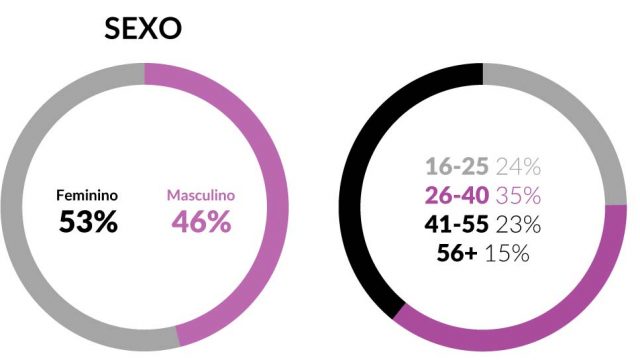 SEXO
Feminino
53%
Masculino
46%
16-25 24%
26-40 35%
41-55 23%
56+ 15%